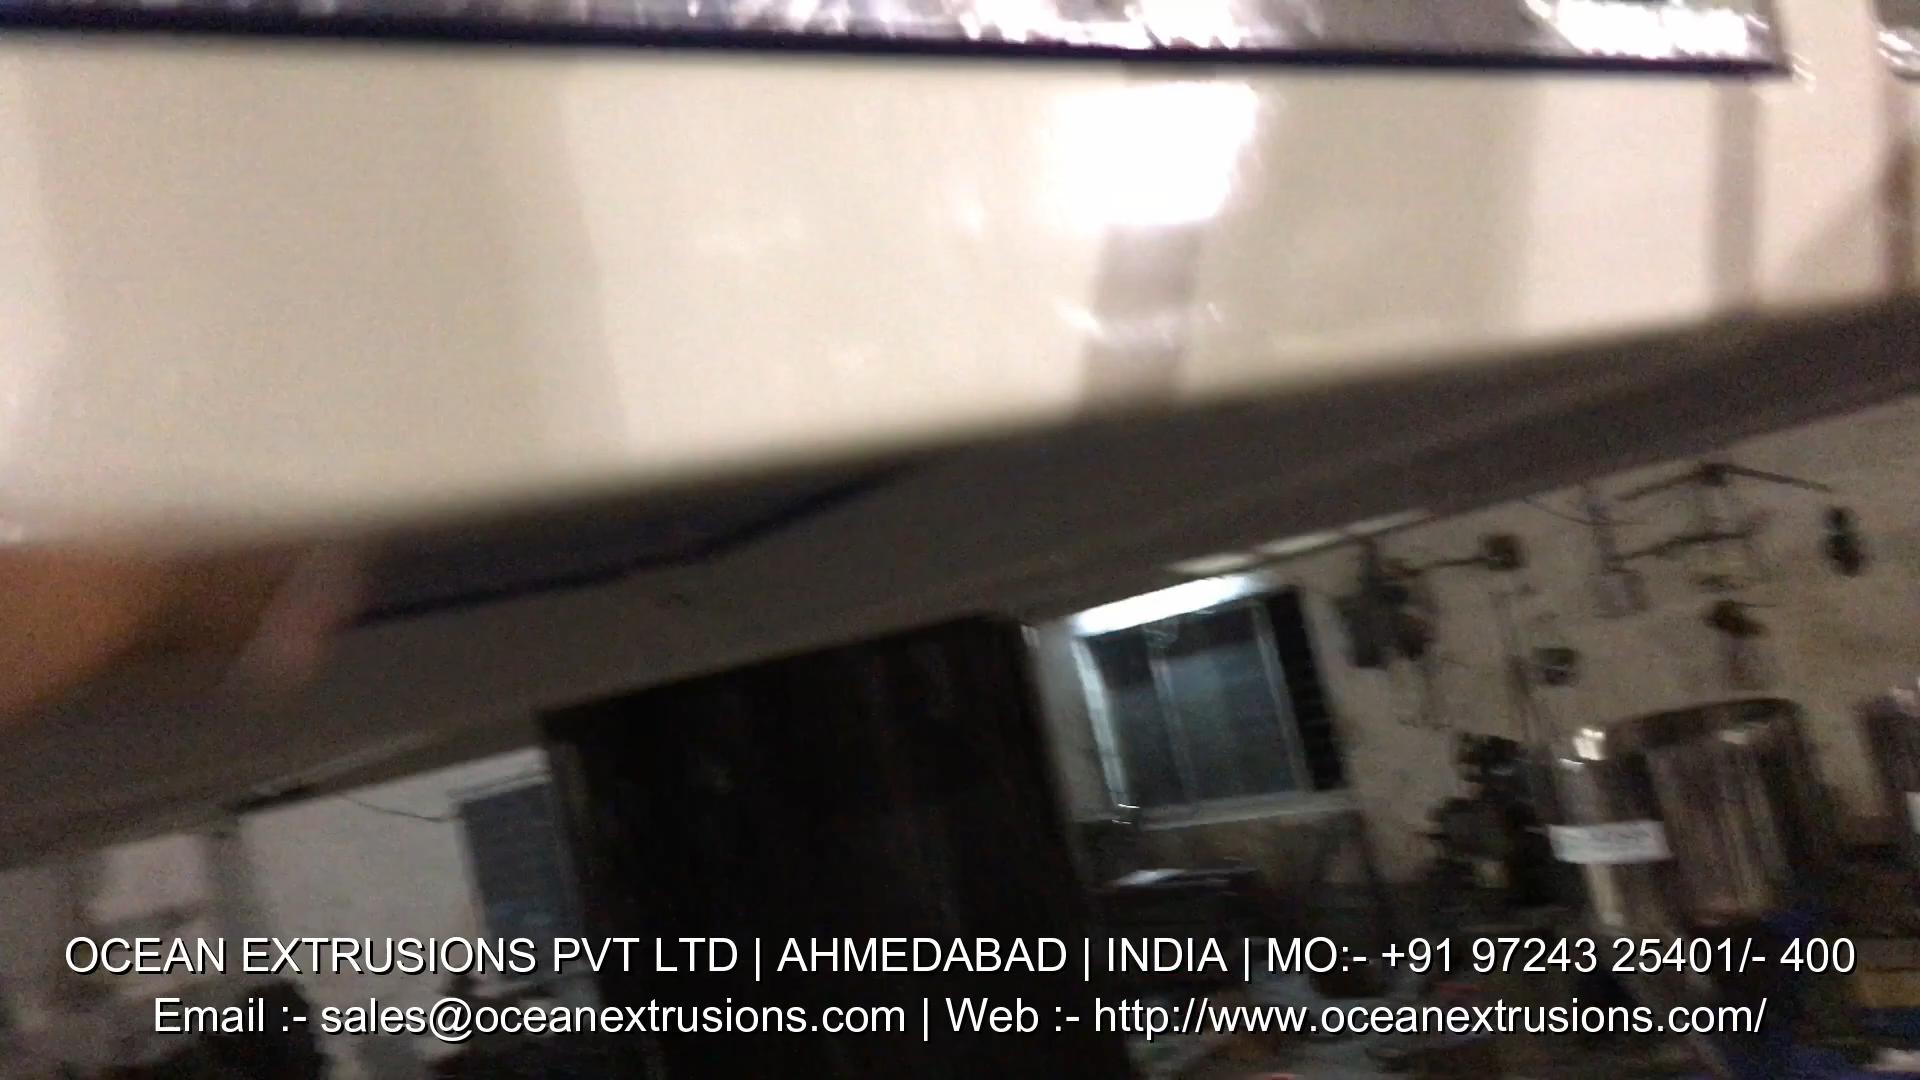 OCEAN EXTRUSIONS PVT LTD | AHMEDABAD | INDIA | MO:- +91 97243 25401/- 400
Email :- sales@oceanextrusions.com | Web :- http://www.oceanextrusions.com/